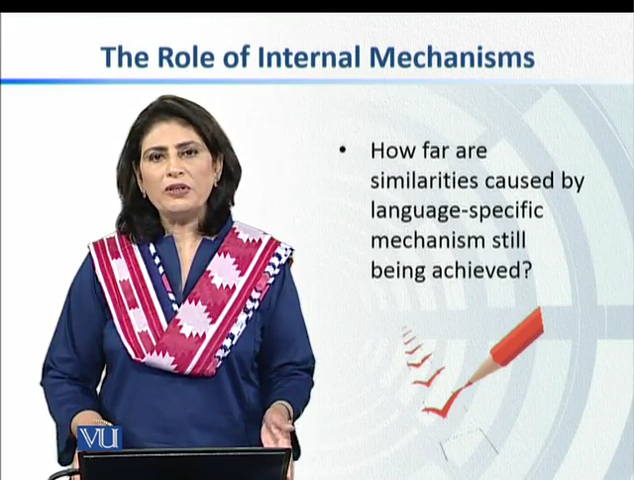 The Role of Internal Mechanisms
• How far are
similarities caused by
language-specific
mechanism still
being achieved?
VU